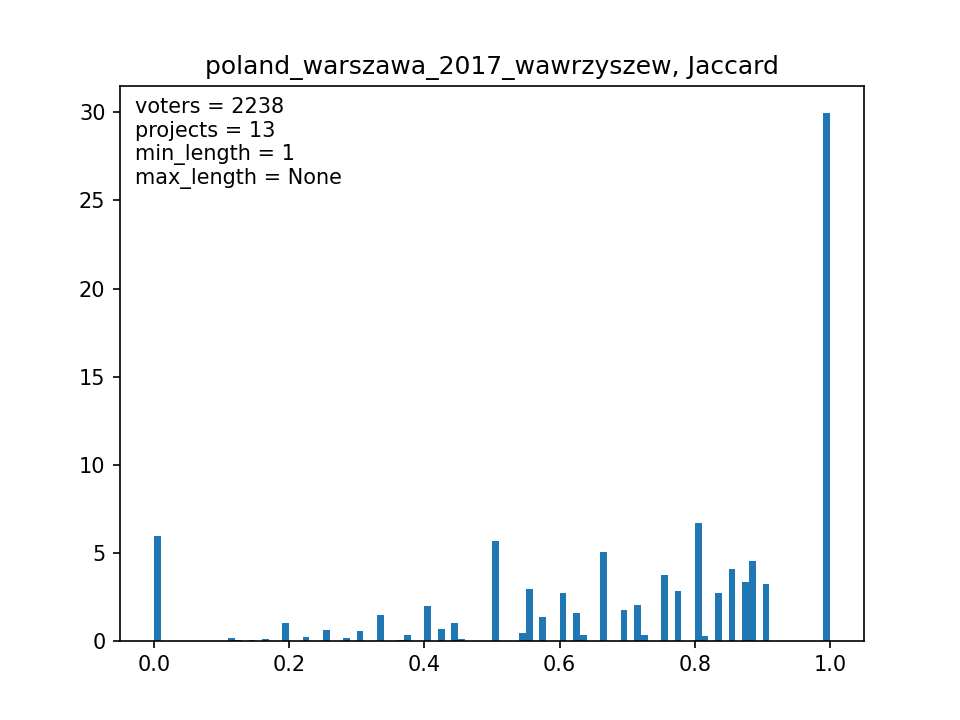 poland_warszawa_2017_wawrzyszew, Jaccard
voters = 2238
projects = 13
min_length = 1
max_length = None
30
25
20
15
10
5
0
0.0 0.2 0.4 0.6 0.8 1.0